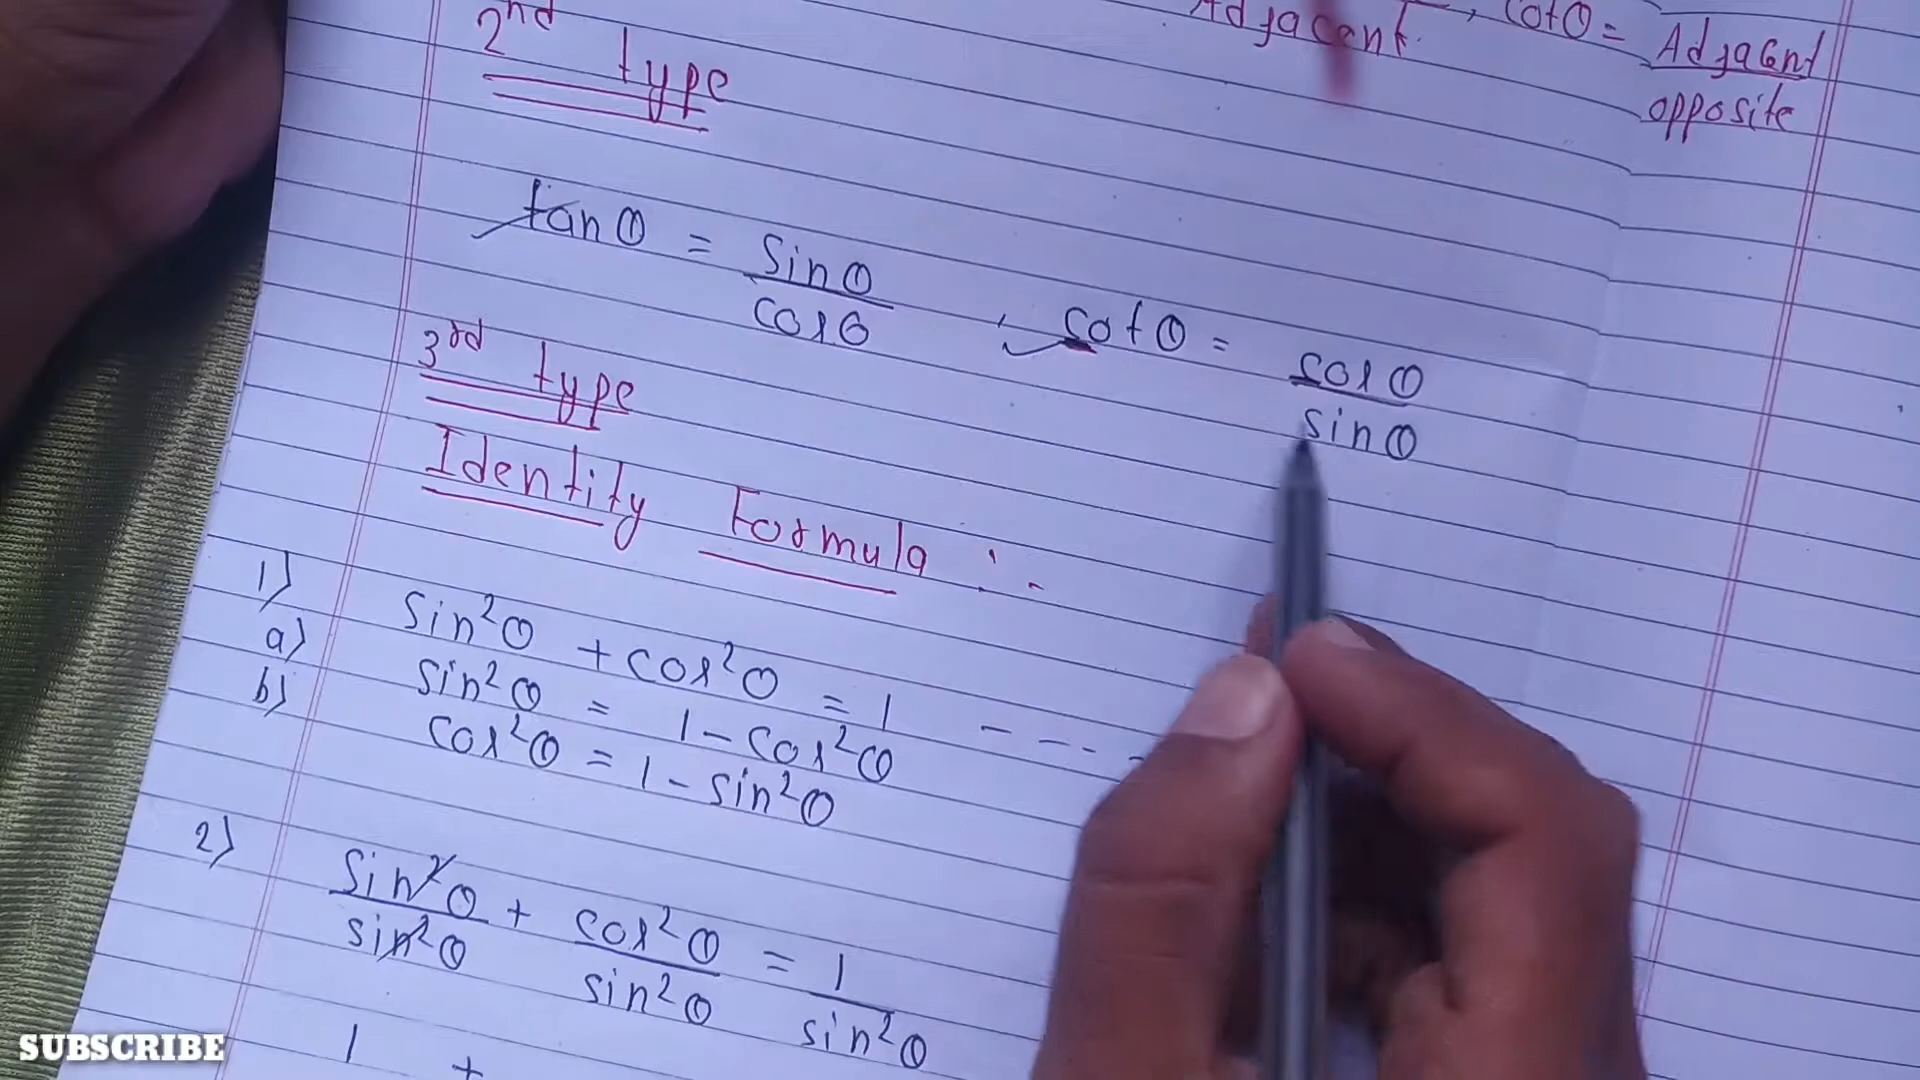 Adjacent , cotθ = Adjacent
opposite
2nd type
tanθ = sinθ / cosθ , cotθ = cosθ / sinθ
3rd type
Identity Formula :-
1) sin²θ + cos²θ = 1 - - - -
a) sin²θ = 1 - cos²θ
b) cos²θ = 1 - sin²θ
2) sin²θ / sin²θ + cos²θ / sin²θ = 1 / sin²θ
1 +
SUBSCRIBE